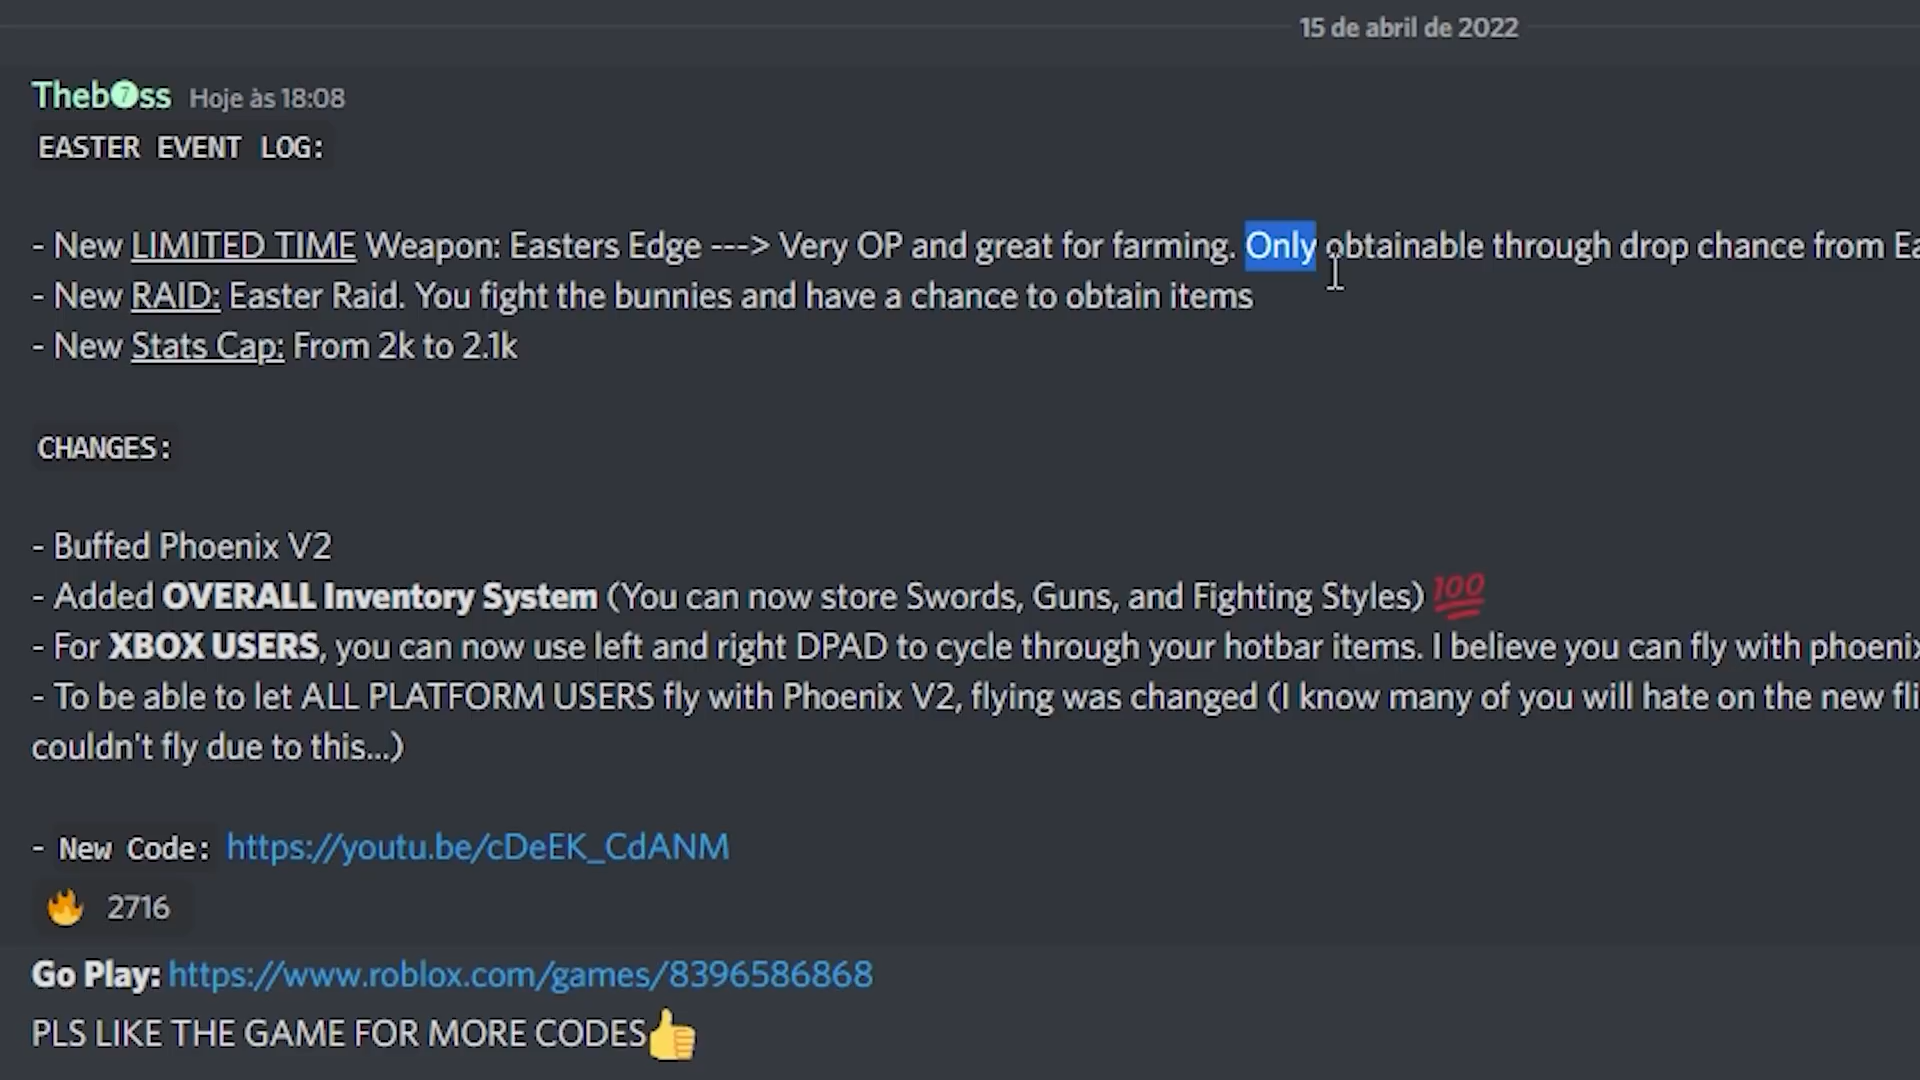 15 de abril de 2022
Theb7ss Hoje às 18:08
EASTER EVENT LOG:
- New LIMITED TIME Weapon: Easters Edge ---> Very OP and great for farming. Only obtainable through drop chance from
- New RAID: Easter Raid. You fight the bunnies and have a chance to obtain items
- New Stats Cap: From 2k to 2.1k
CHANGES:
- Buffed Phoenix V2
- Added OVERALL Inventory System (You can now store Swords, Guns, and Fighting Styles) 💯
- For XBOX USERS, you can now use left and right DPAD to cycle through your hotbar items. I believe you can fly with phoenix
- To be able to let ALL PLATFORM USERS fly with Phoenix V2, flying was changed (I know many of you will hate on the new
couldn't fly due to this...)
- New Code: https://youtu.be/cDeEK_CdANM
🔥 2716
Go Play: https://www.roblox.com/games/8396586868
PLS LIKE THE GAME FOR MORE CODES👍